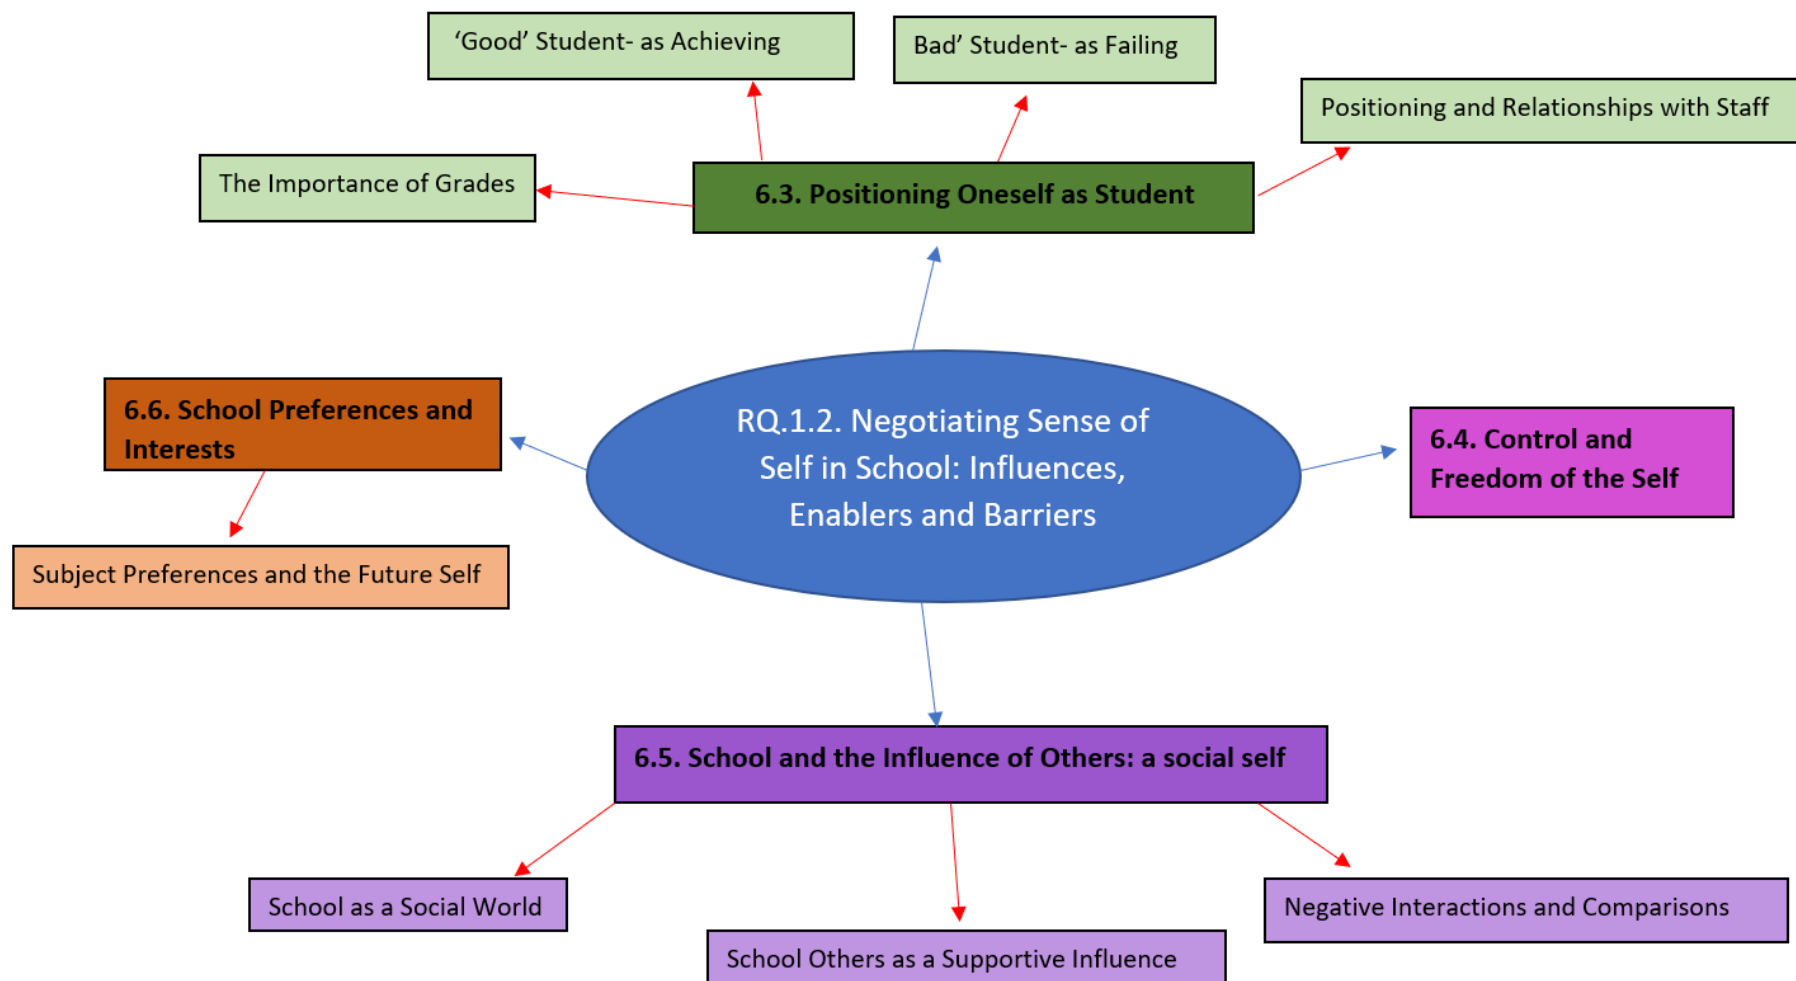 ‘Good’ Student- as Achieving
Bad’ Student- as Failing
Positioning and Relationships with Staff
The Importance of Grades
6.3. Positioning Oneself as Student
6.6. School Preferences and
Interests
RQ.1.2. Negotiating Sense of
Self in School: Influences,
Enablers and Barriers
6.4. Control and
Freedom of the Self
Subject Preferences and the Future Self
6.5. School and the Influence of Others: a social self
School as a Social World
School Others as a Supportive Influence
Negative Interactions and Comparisons